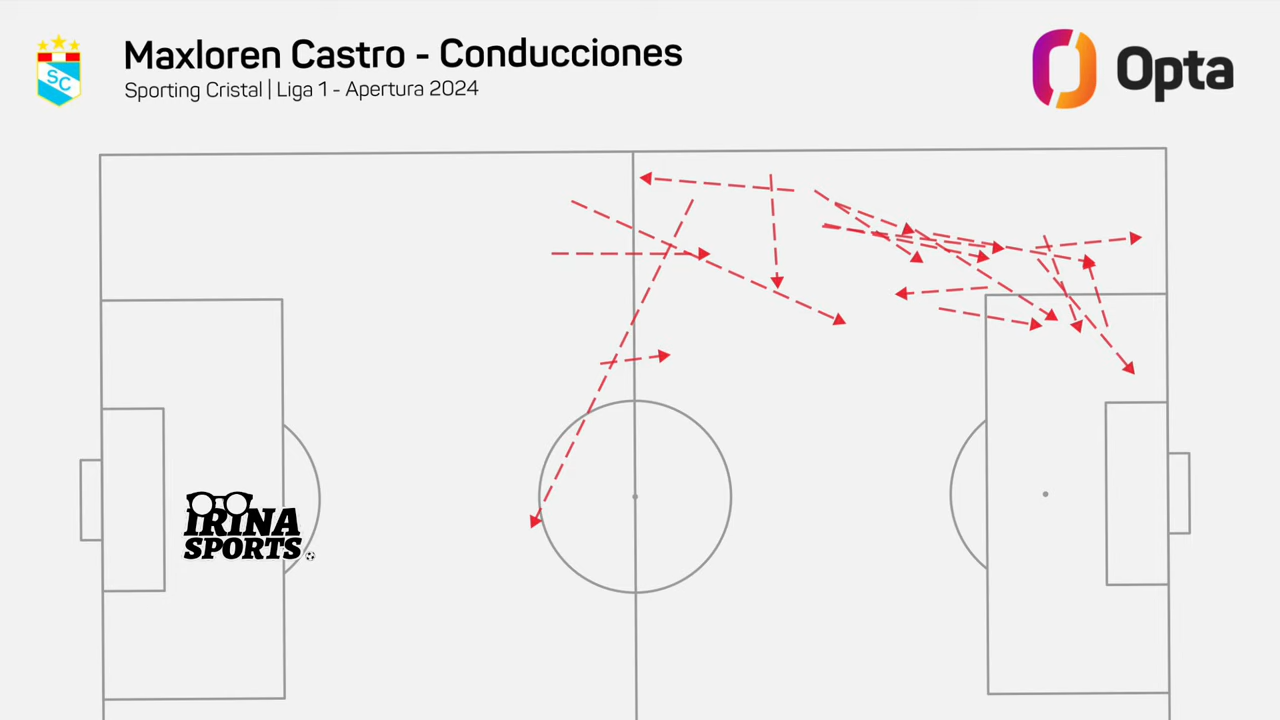 SC
Maxloren Castro - Conducciones
Sporting Cristal | Liga 1 - Apertura 2024
Opta
IRINA
SPORTS